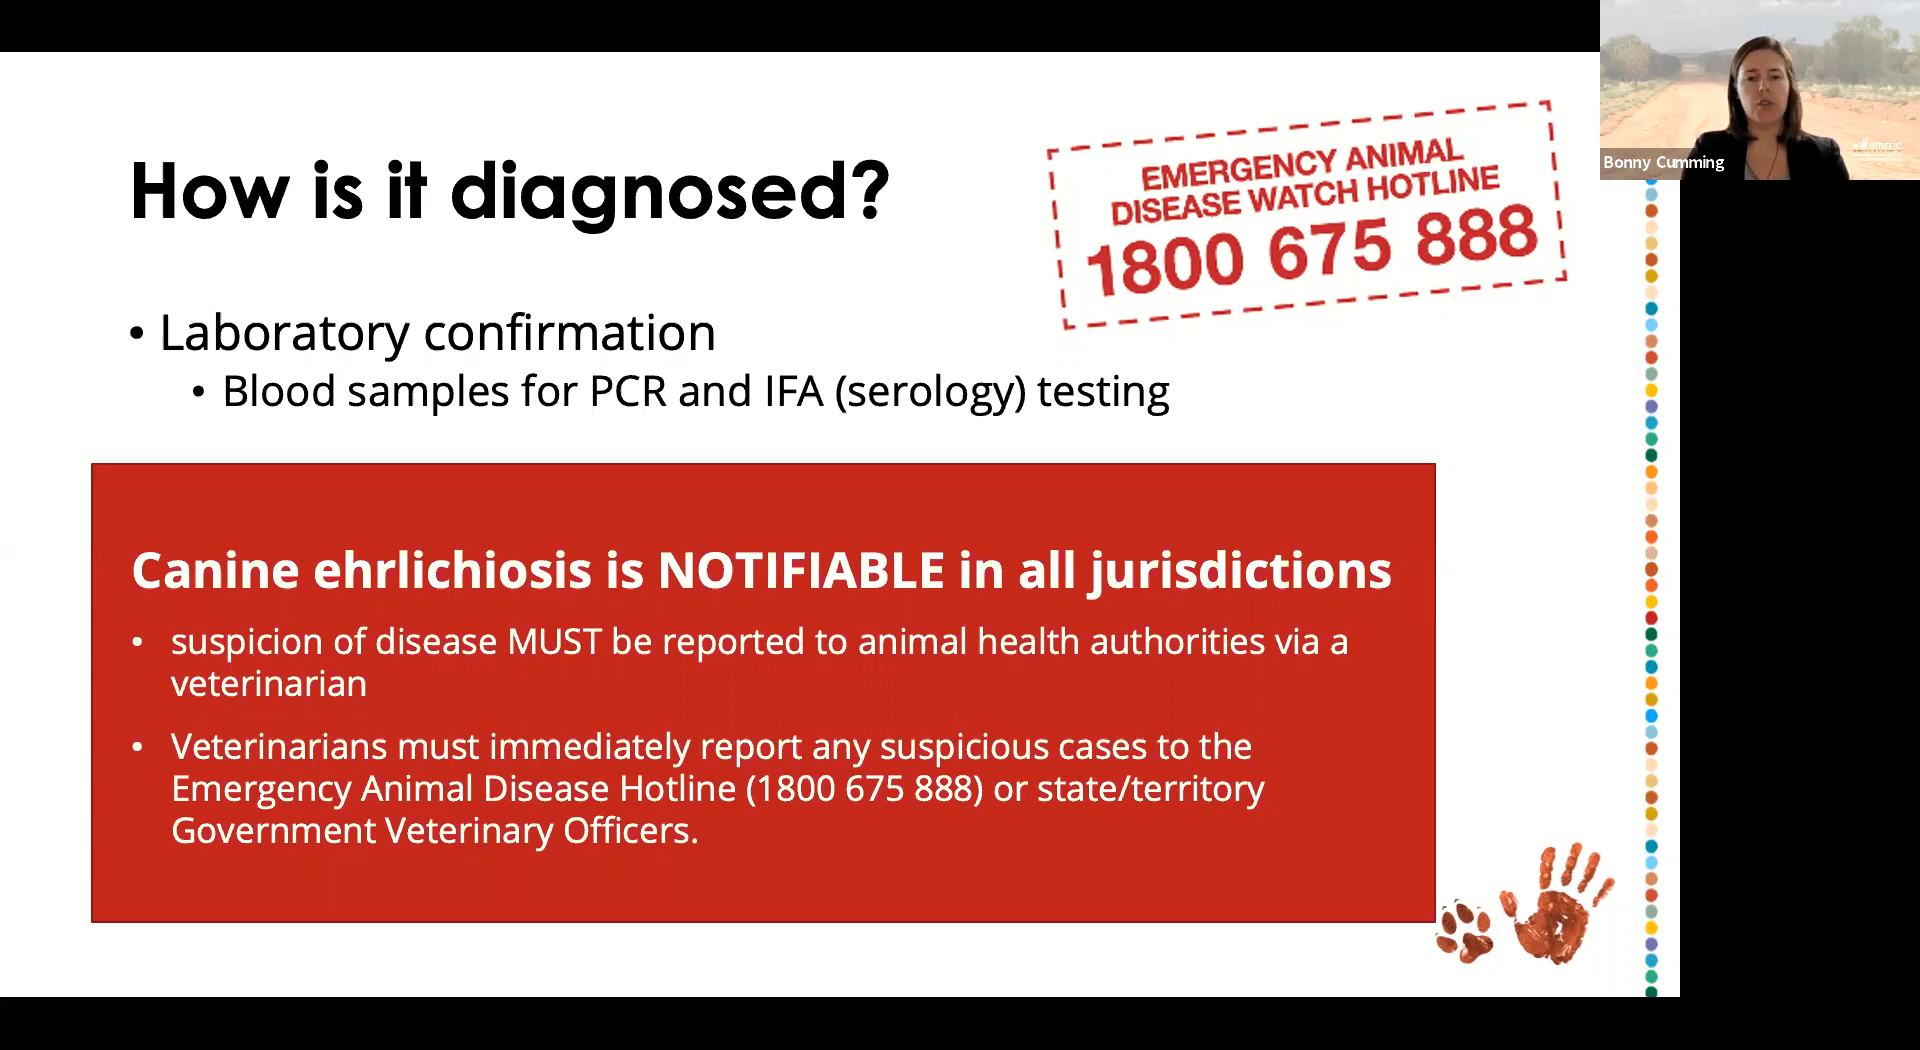 How is it diagnosed?
EMERGENCY ANIMAL
DISEASE WATCH HOTLINE
1800 675 888
• Laboratory confirmation
• Blood samples for PCR and IFA (serology) testing
Canine ehrlichiosis is NOTIFIABLE in all jurisdictions
• suspicion of disease MUST be reported to animal health authorities via a
veterinarian
• Veterinarians must immediately report any suspicious cases to the
Emergency Animal Disease Hotline (1800 675 888) or state/territory
Government Veterinary Officers.
Bonny Cumming